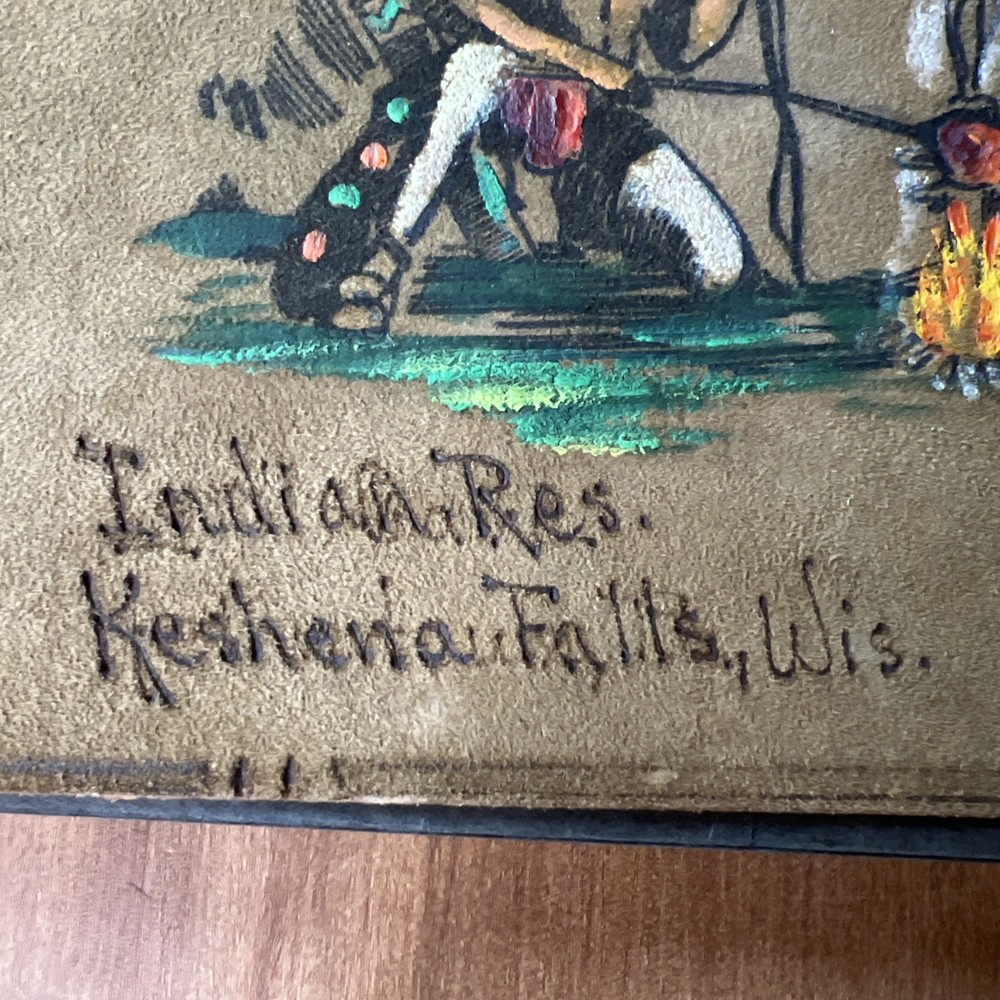 Indian Res.
Keshena Falls, Wis.